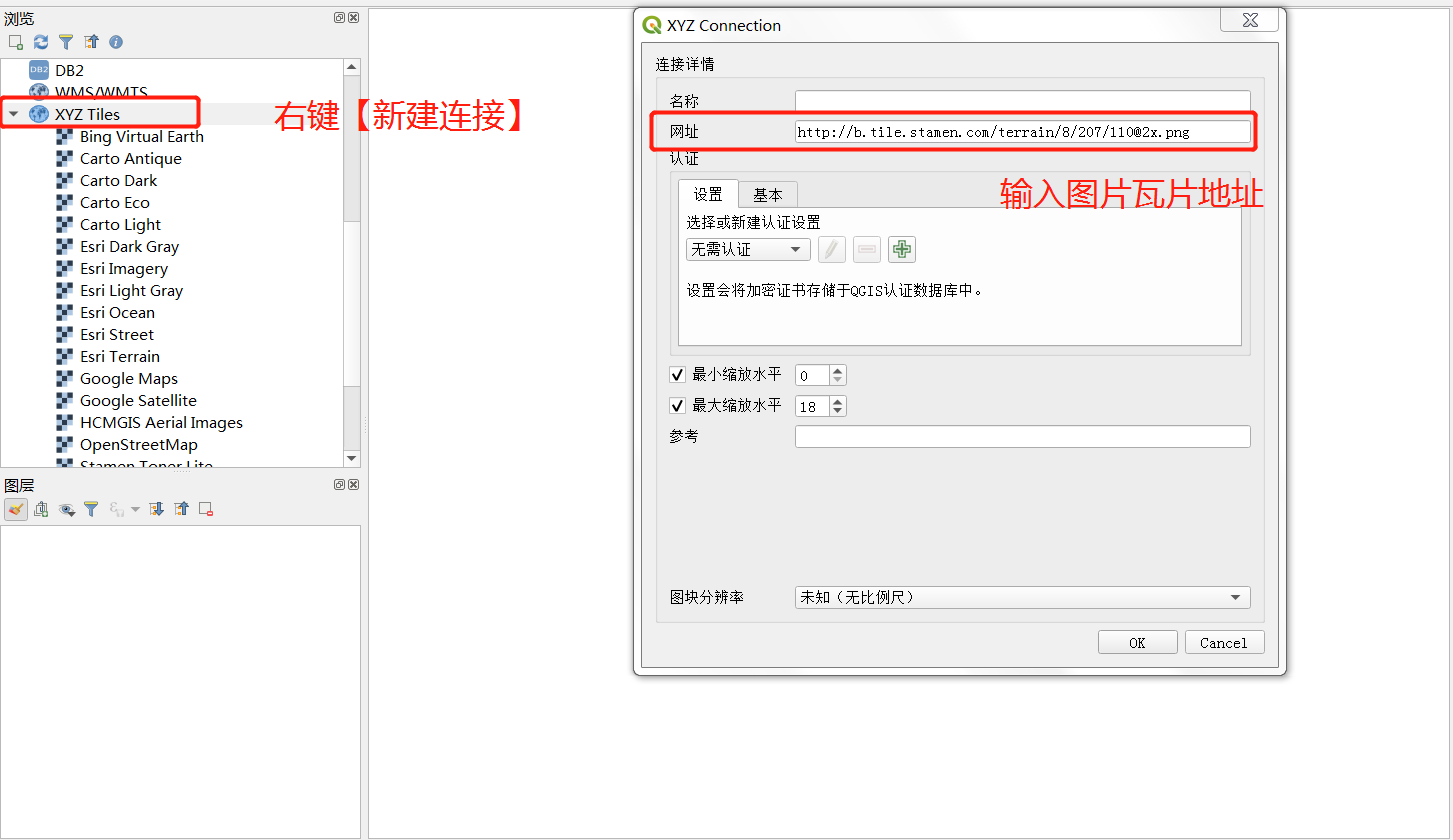 浏览
DB2
DB2
WMS/WMTS
XYZ Tiles
Bing Virtual Earth
Carto Antique
Carto Dark
Carto Eco
Carto Light
Esri Dark Gray
Esri Imagery
Esri Light Gray
Esri Ocean
Esri Street
Esri Terrain
Google Maps
Google Satellite
HCMGIS Aerial Images
OpenStreetMap
Stamen Toner Lite
图层
右键【新建连接】
XYZ Connection
连接详情
名称
网址 http://b.tile.stamen.com/terrain/8/207/110@2x.png
认证
输入图片瓦片地址
设置 基本
选择或新建认证设置
无需认证
设置会将加密证书存储于QGIS认证数据库中。
最小缩放水平 0
最大缩放水平 18
参考
图块分辨率 未知（无比例尺）
OK Cancel